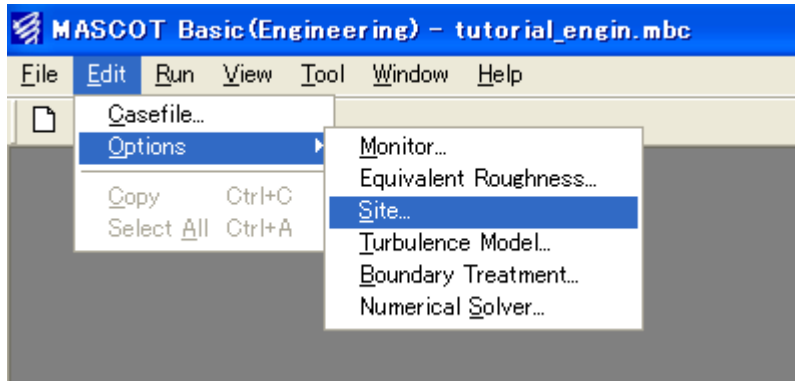 MASCOT Basic(Engineering) - tutorial_engin.mbc
File Edit Run View Tool Window Help
Casefile...
Options
Copy Ctrl+C
Select All Ctrl+A
Monitor...
Equivalent Roughness...
Site...
Turbulence Model...
Boundary Treatment...
Numerical Solver...